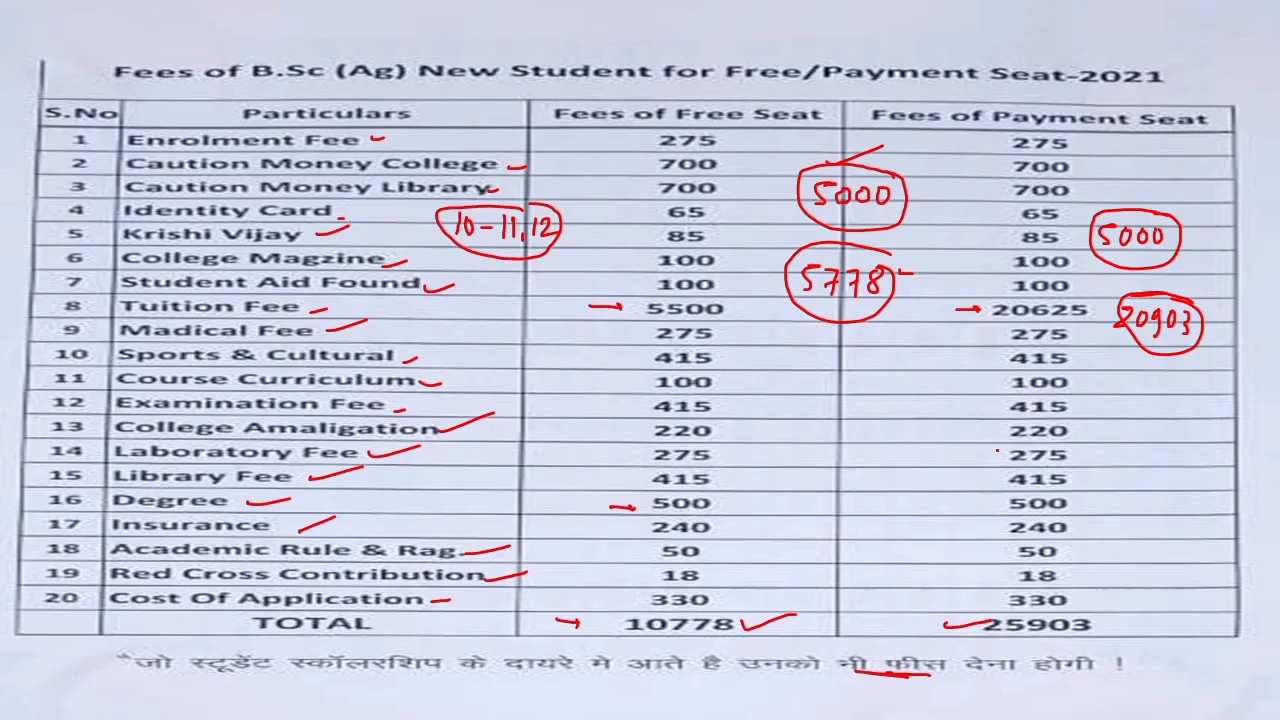 Fees of B.Sc (Ag) New Student for Free/Payment Seat-2021
S.No Particulars Fees of Free Seat Fees of Payment Seat
1 Enrolment Fee 275 275
2 Caution Money College 700 700
3 Caution Money Library 700 5000 700
4 Identity Card 65 65
5 Krishi Vijay 10-11,12 85 85 5000
6 College Magzine 100 100
7 Student Aid Found 100 5778 100
8 Tuition Fee 5500 20625 20903
9 Madical Fee 275 275
10 Sports & Cultural 415 415
11 Course Curriculum 100 100
12 Examination Fee 415 415
13 College Amaligation 220 220
14 Laboratory Fee 275 275
15 Library Fee 415 415
16 Degree 500 500
17 Insurance 240 240
18 Academic Rule & Rag. 50 50
19 Red Cross Contribution 18 18
20 Cost Of Application 330 330
TOTAL 10778 25903
*जो स्टूडेंट स्कॉलरशिप के दायरे मे आते है उनको भी फीस देना होगी !